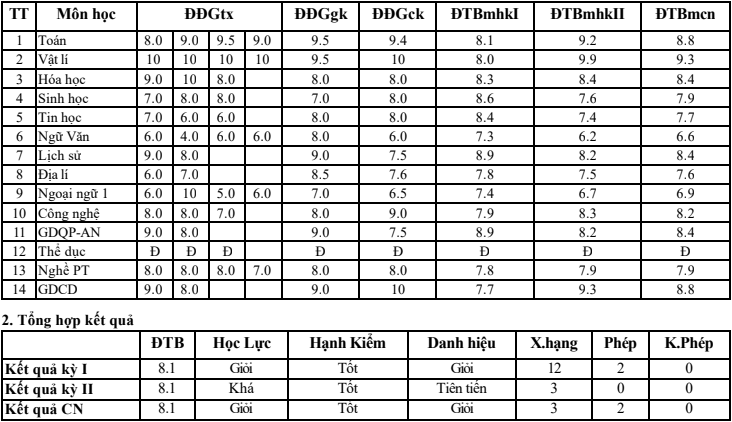 TT Môn học ĐĐGtx ĐĐGgk ĐĐGck ĐTBmhkI ĐTBmhkII ĐTBmcn
1 Toán 8.0 9.0 9.5 9.0 9.5 9.4 8.1 9.2 8.8
2 Vật lí 10 10 10 10 9.5 10 8.0 9.9 9.3
3 Hóa học 9.0 10 8.0 8.0 8.0 8.3 8.4 8.4
4 Sinh học 7.0 8.0 8.0 7.0 8.0 8.6 7.6 7.9
5 Tin học 7.0 6.0 6.0 8.0 8.0 8.4 7.4 7.7
6 Ngữ Văn 6.0 4.0 6.0 6.0 8.0 6.0 7.3 6.2 6.6
7 Lịch sử 9.0 8.0 9.0 7.5 8.9 8.2 8.4
8 Địa lí 6.0 7.0 8.5 7.6 7.8 7.5 7.6
9 Ngoại ngữ 1 6.0 10 5.0 6.0 7.0 6.5 7.4 6.7 6.9
10 Công nghệ 8.0 8.0 7.0 8.0 9.0 7.9 8.3 8.2
11 GDQP-AN 9.0 8.0 9.0 7.5 8.9 8.2 8.4
12 Thể dục Đ Đ Đ Đ Đ Đ Đ Đ
13 Nghề PT 8.0 8.0 8.0 7.0 8.0 8.0 7.8 7.9 7.9
14 GDCD 9.0 8.0 9.0 10 7.7 9.3 8.8
2. Tổng hợp kết quả
ĐTB Học Lực Hạnh Kiểm Danh hiệu X.hạng Phép K.Phép
Kết quả kỳ I 8.1 Giỏi Tốt Giỏi 12 2 0
Kết quả kỳ II 8.1 Khá Tốt Tiên tiến 3 0 0
Kết quả CN 8.1 Giỏi Tốt Giỏi 3 2 0